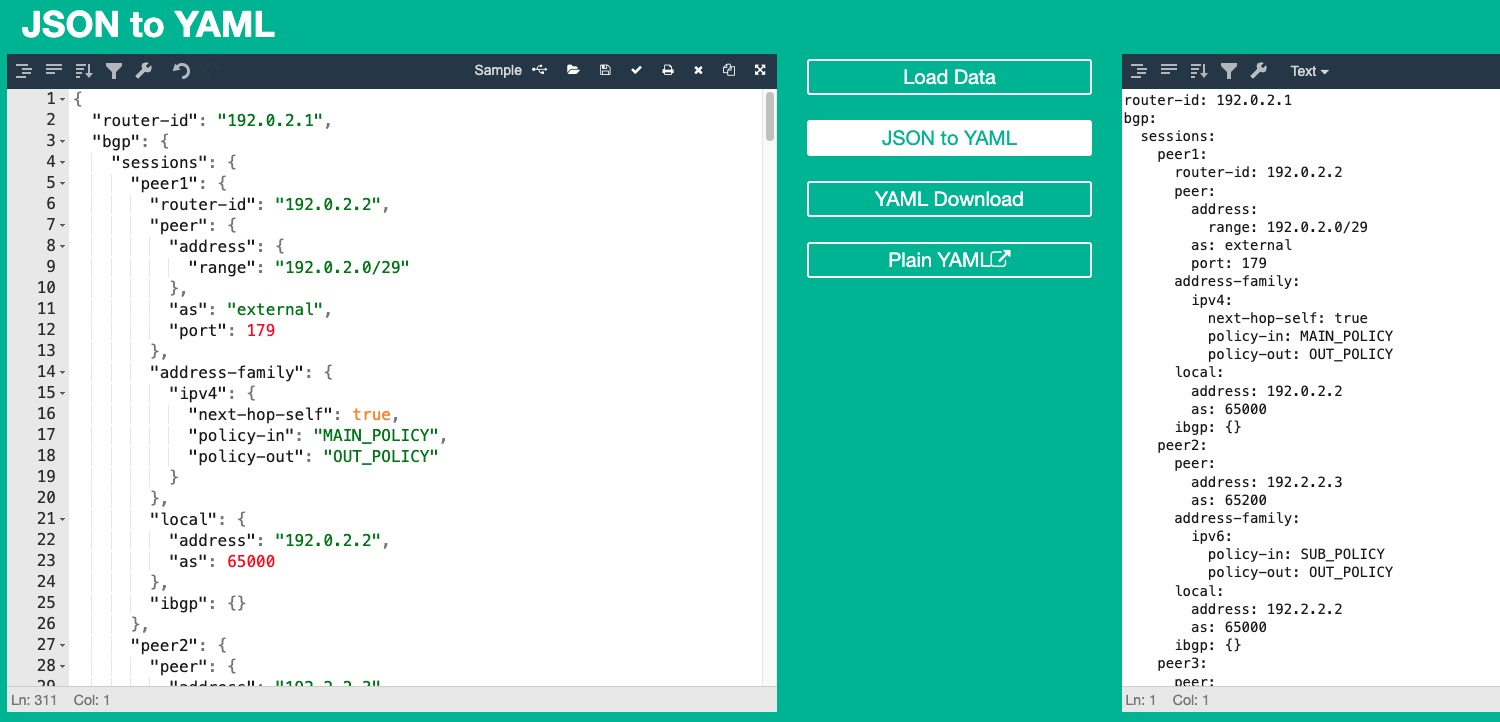 JSON to YAML
Sample
1 {
2 "router-id": "192.0.2.1",
3 "bgp": {
4 "sessions": {
5 "peer1": {
6 "router-id": "192.0.2.2",
7 "peer": {
8 "address": {
9 "range": "192.0.2.0/29"
10 },
11 "as": "external",
12 "port": 179
13 },
14 "address-family": {
15 "ipv4": {
16 "next-hop-self": true,
17 "policy-in": "MAIN_POLICY",
18 "policy-out": "OUT_POLICY"
19 }
20 },
21 "local": {
22 "address": "192.0.2.2",
23 "as": 65000
24 },
25 "ibgp": {}
26 },
27 "peer2": {
28 "peer": {
29 "address": "192.2.2.3"
Ln: 311 Col: 1
Load Data
JSON to YAML
YAML Download
Plain YAML
Text
router-id: 192.0.2.1
bgp:
sessions:
peer1:
router-id: 192.0.2.2
peer:
address:
range: 192.0.2.0/29
as: external
port: 179
address-family:
ipv4:
next-hop-self: true
policy-in: MAIN_POLICY
policy-out: OUT_POLICY
local:
address: 192.0.2.2
as: 65000
ibgp: {}
peer2:
peer:
address: 192.2.2.3
as: 65200
address-family:
ipv6:
policy-in: SUB_POLICY
policy-out: OUT_POLICY
local:
address: 192.2.2.2
as: 65000
ibgp: {}
peer3:
peer:
Ln: 1 Col: 1